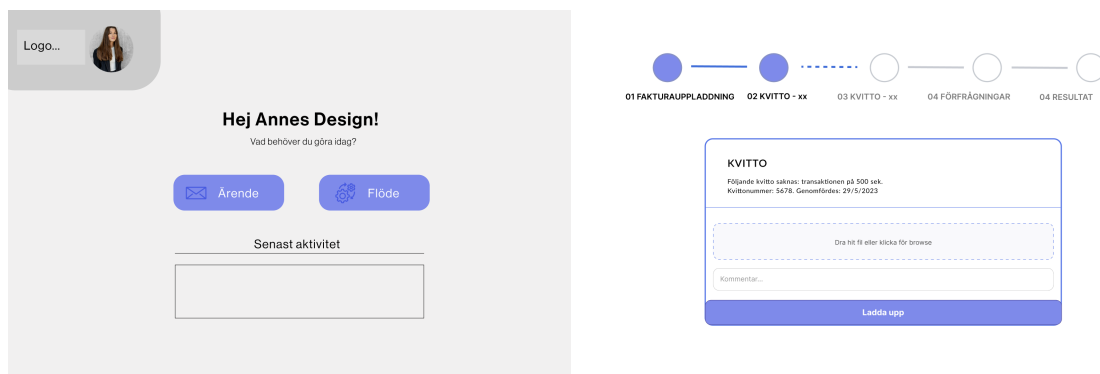 Logo...
Hej Annes Design!
Vad behöver du göra idag?
Ärende
Flöde
Senast aktivitet
01 FAKTURAUPPLADDNING
02 KVITTO - xx
03 KVITTO - xx
04 FÖRFRÅGNINGAR
04 RESULTAT
KVITTO
Följande kvitto saknas: transaktionen på 500 sek.
Kvittonummer: 5678. Genomfördes: 29/5/2023
Dra hit fil eller klicka för browse
Kommentar...
Ladda upp